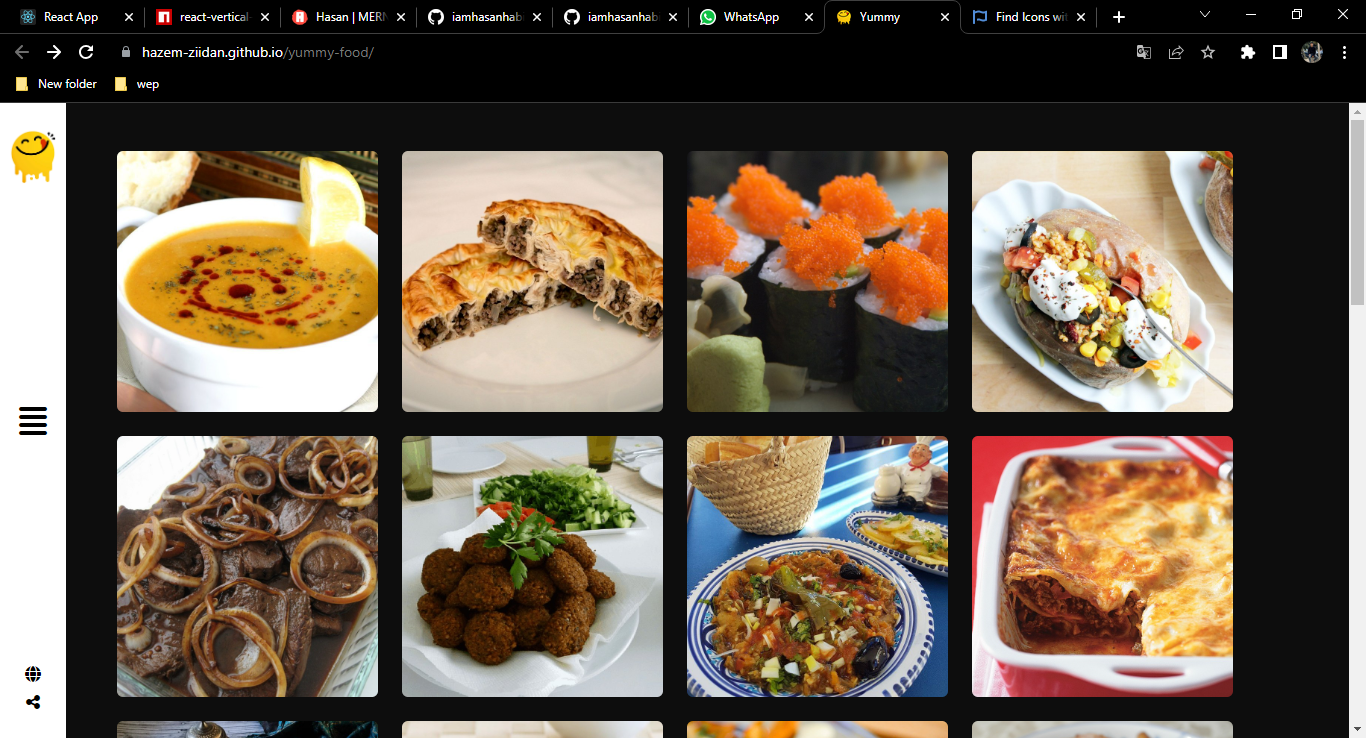 React App
react-vertical-
Hasan | MERN
iamhasanhab
iamhasanhab
WhatsApp
Yummy
Find Icons wit
hazem-ziidan.github.io/yummy-food/
New folder
wep